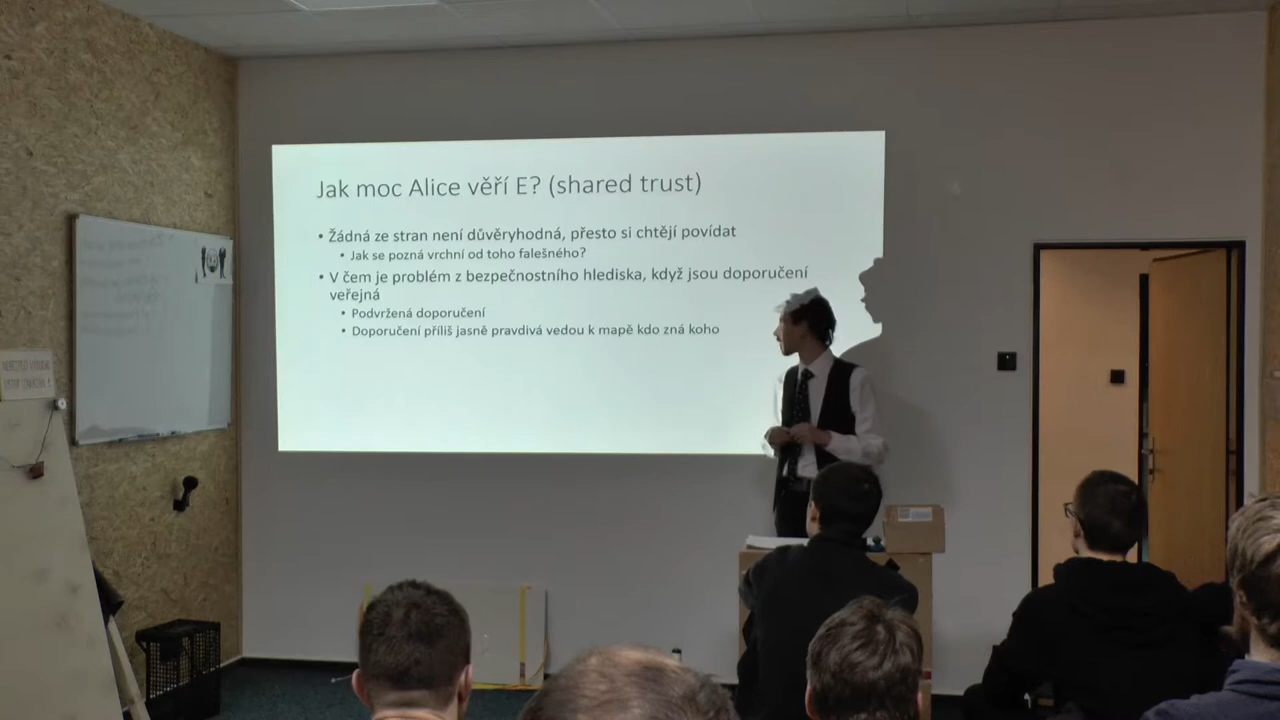 Jak moc Alice věří E? (shared trust)
• Žádná ze stran není důvěryhodná, přesto si chtějí povídat
• Jak se pozná vrchní od toho falešného?
• V čem je problém z bezpečnostního hlediska, když jsou doporučení
veřejná
• Podvržená doporučení
• Doporučení příliš jasně pravdivá vedou k mapě kdo zná koho